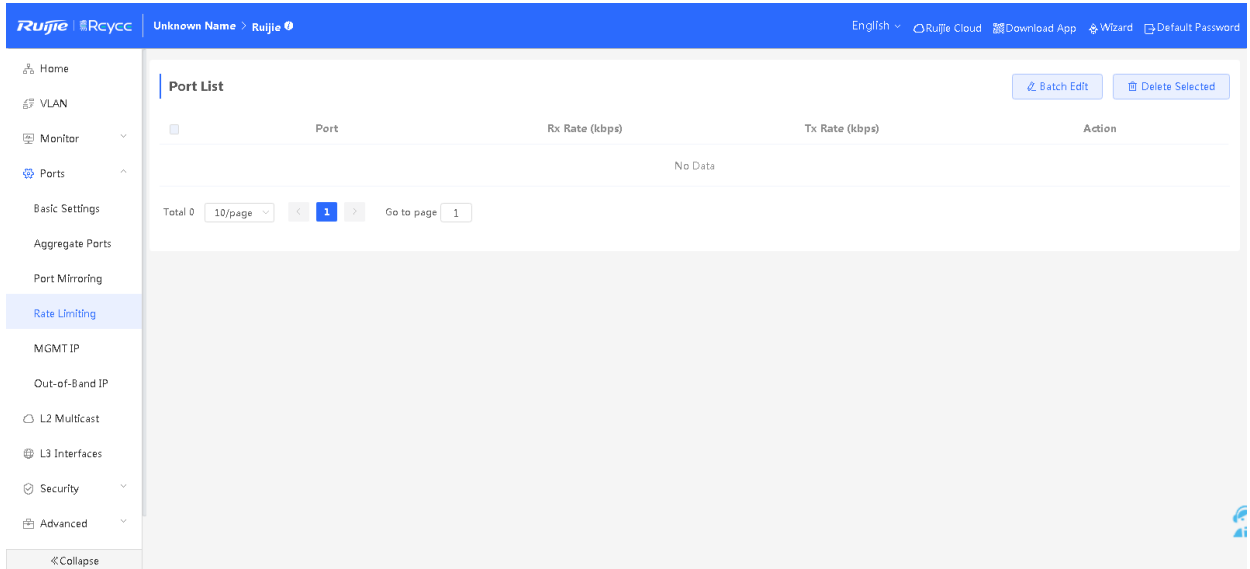 Ruijie | Rcycc Unknown Name > Ruijie English Ruijie Cloud Download App Wizard Default Password
Home
VLAN
Monitor
Ports
Basic Settings
Aggregate Ports
Port Mirroring
Rate Limiting
MGMT IP
Out-of-Band IP
L2 Multicast
L3 Interfaces
Security
Advanced
≪Collapse
Port List
Batch Edit Delete Selected
Port Rx Rate (kbps) Tx Rate (kbps) Action
No Data
Total 0 10/page < 1 > Go to page 1